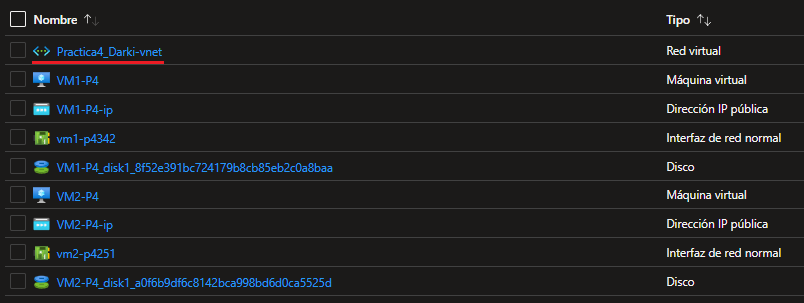 Nombre ↑↓ Tipo ↑↓
Practica4_Darki-vnet Red virtual
VM1-P4 Máquina virtual
VM1-P4-ip Dirección IP pública
vm1-p4342 Interfaz de red normal
VM1-P4_disk1_8f52e391bc724179b8cb85eb2c0a8baa Disco
VM2-P4 Máquina virtual
VM2-P4-ip Dirección IP pública
vm2-p4251 Interfaz de red normal
VM2-P4_disk1_a0f6b9df6c8142bca998bd6d0ca5525d Disco